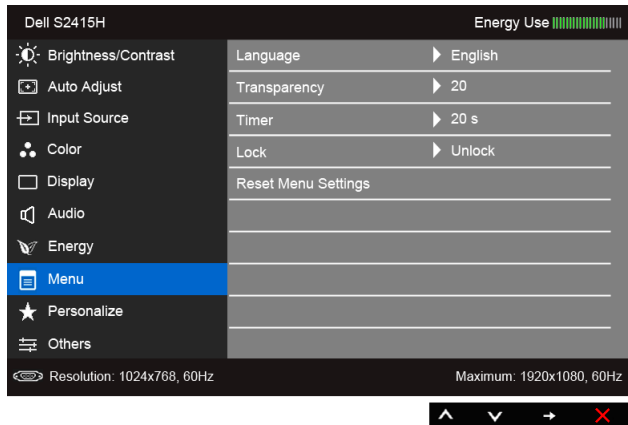 Dell S2415H Energy Use
Brightness/Contrast
Language English
Auto Adjust
Transparency 20
Input Source
Timer 20 s
Color
Lock Unlock
Display
Reset Menu Settings
Audio
Energy
Menu
Personalize
Others
Resolution: 1024x768, 60Hz Maximum: 1920x1080, 60Hz